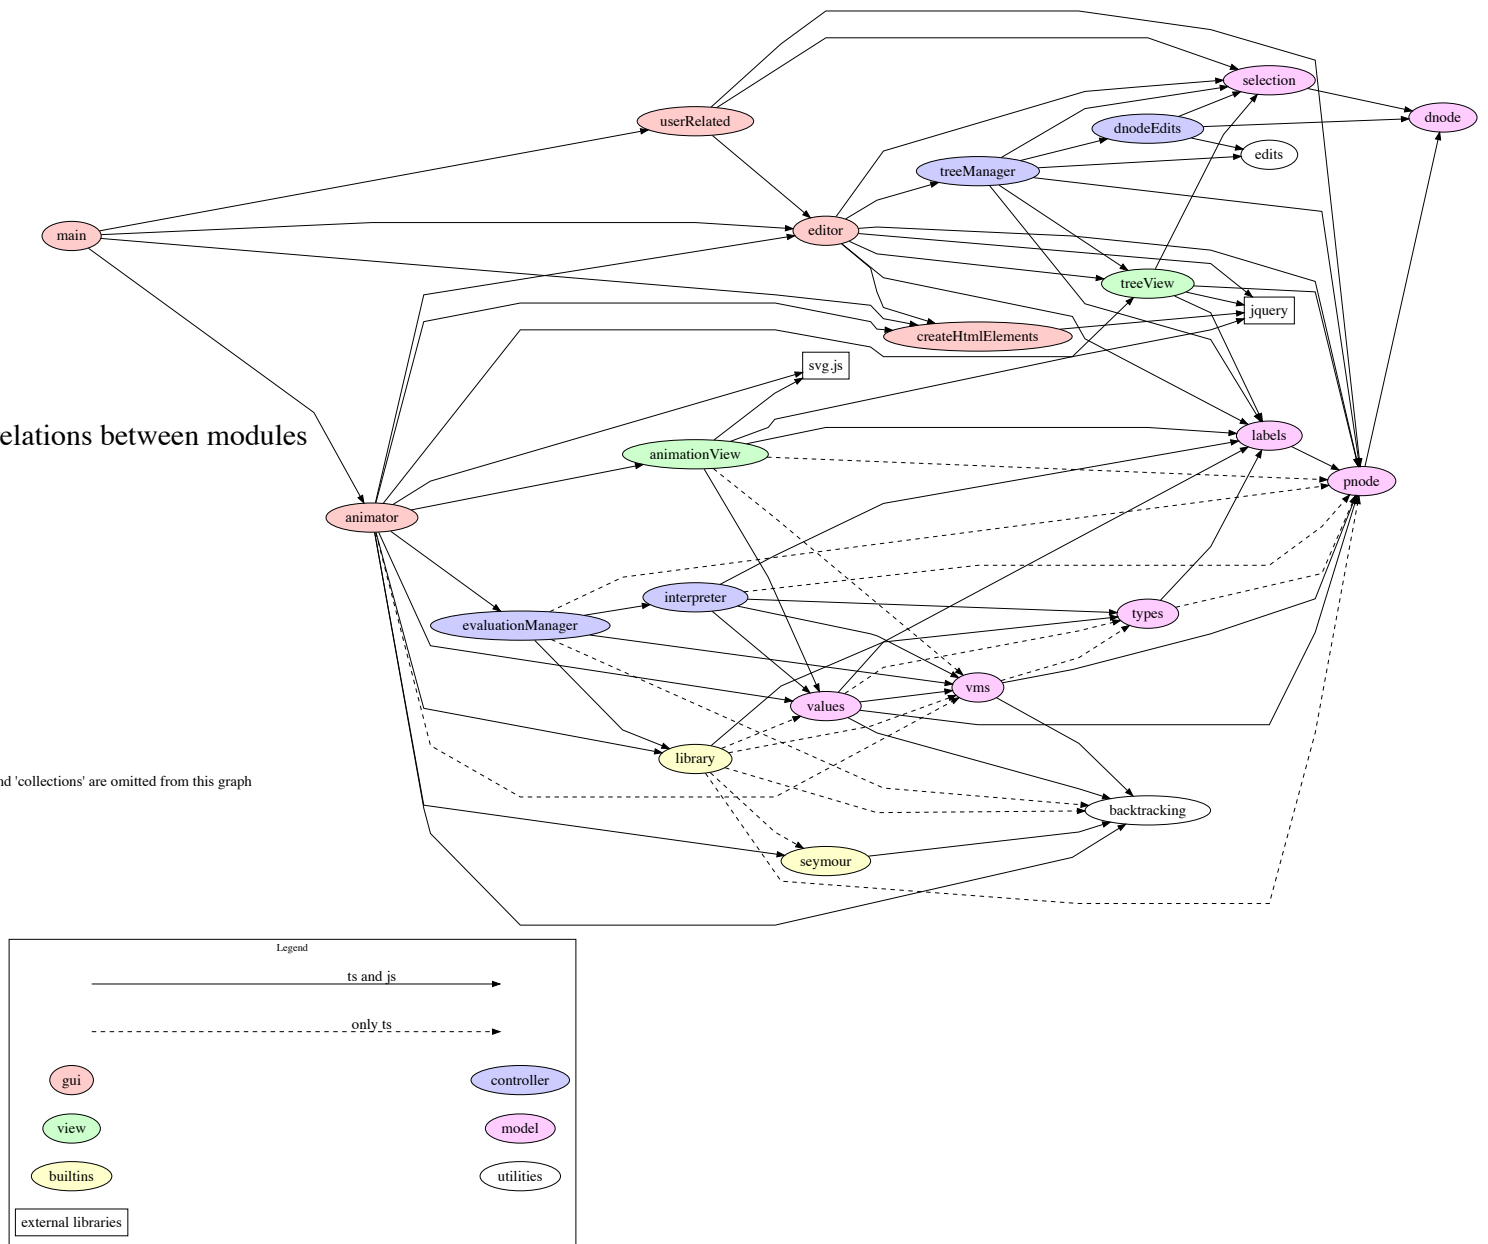 userRelated
selection
dnode
dnodeEdits
edits
treeManager
main
editor
treeView
jquery
createHtmlElements
svg.js
relations between modules
animationView
labels
pnode
animator
interpreter
types
evaluationManager
vms
values
library
and 'collections' are omitted from this graph
backtracking
seymour
Legend
ts and js
only ts
gui
controller
view
model
builtins
utilities
external libraries